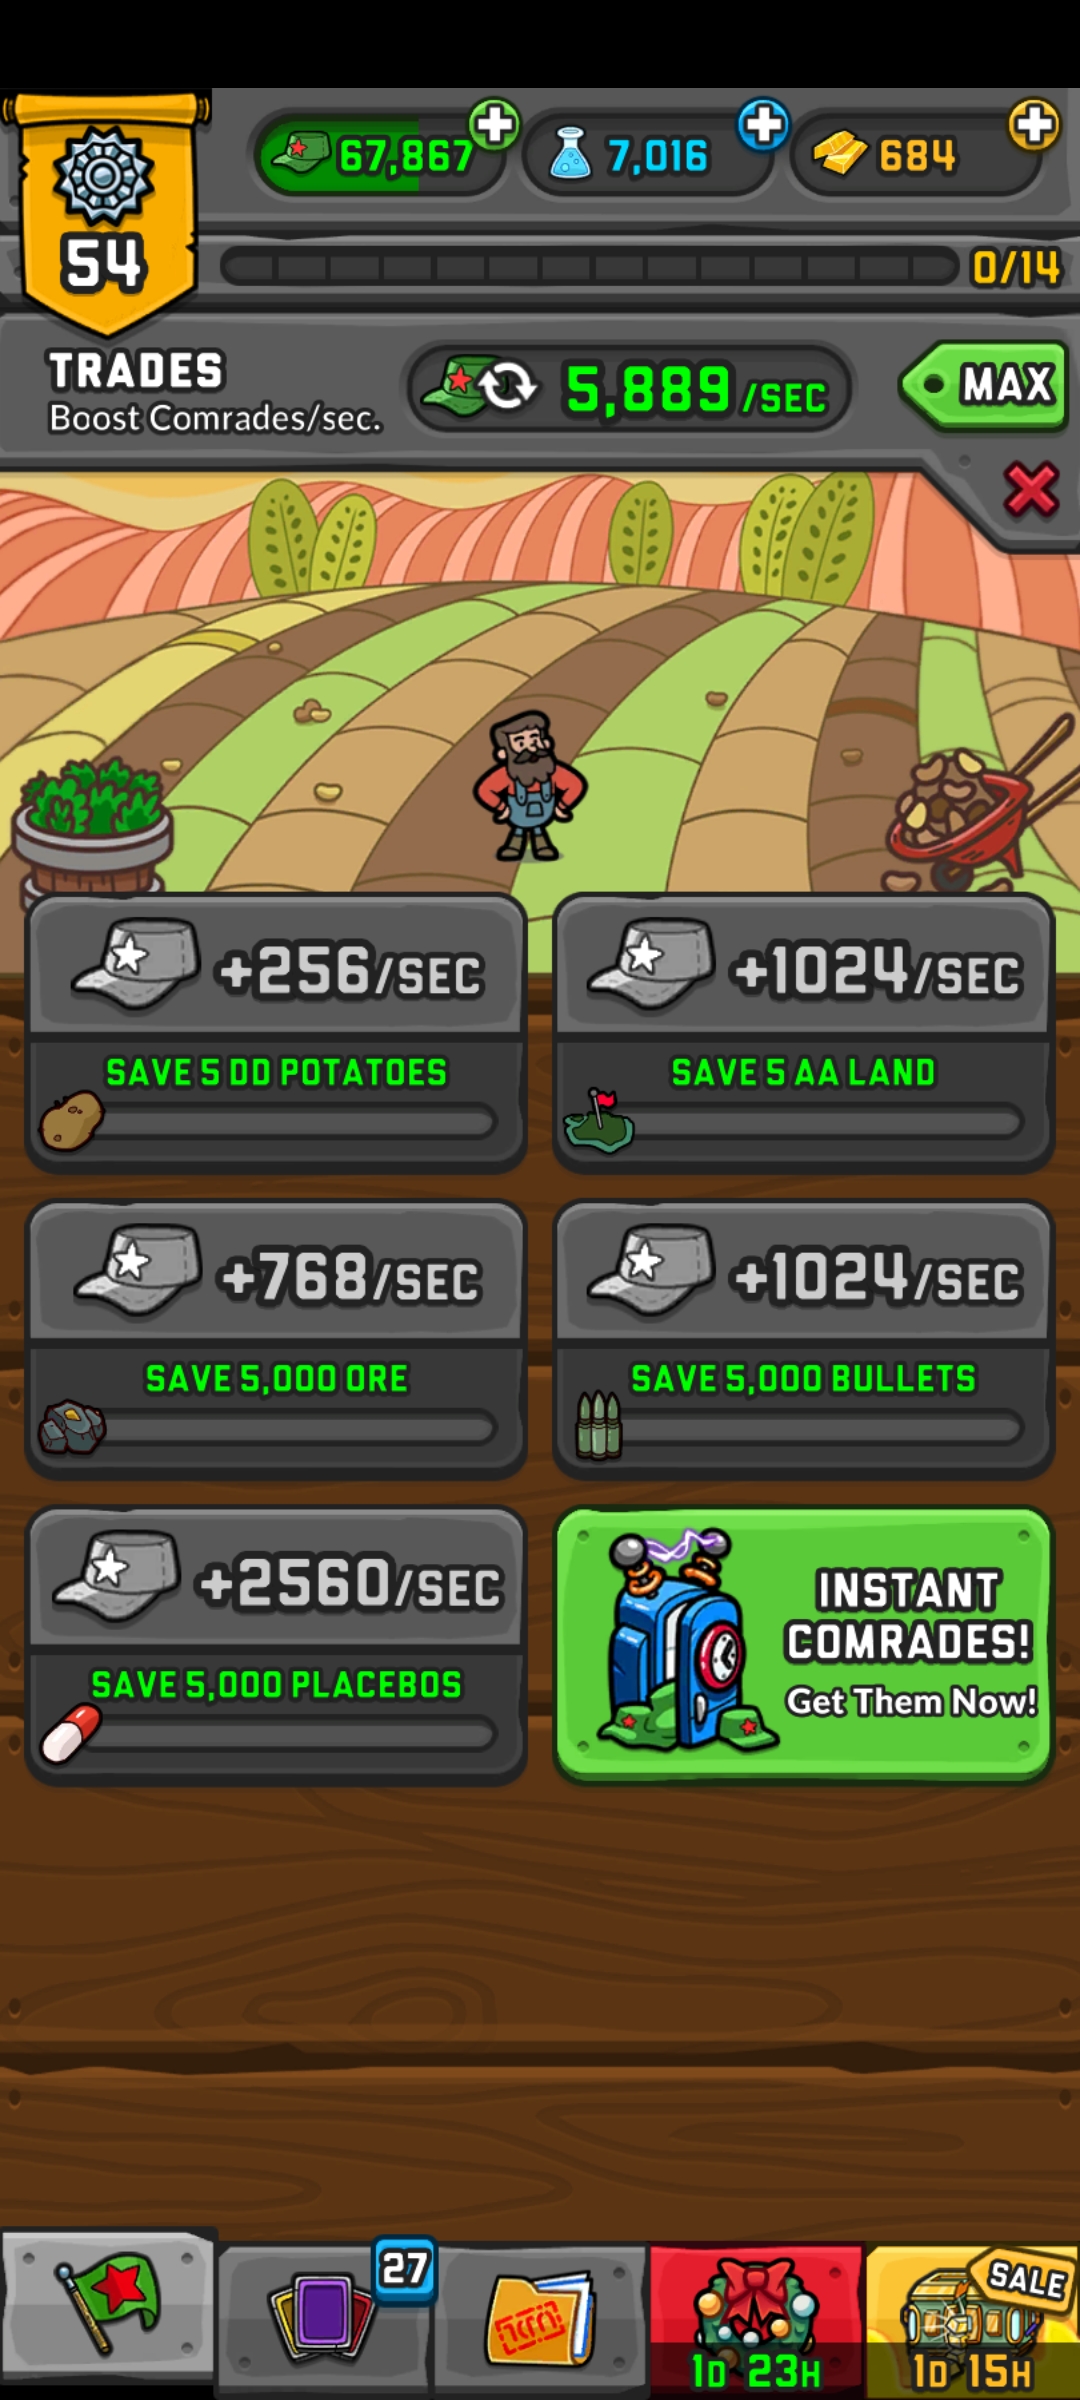 67,867
7,016
684
54
0/14
TRADES
Boost Comrades/sec.
5,889/SEC
MAX
+256/SEC
SAVE 5 DD POTATOES
+1024/SEC
SAVE 5 AA LAND
+768/SEC
SAVE 5,000 ORE
+1024/SEC
SAVE 5,000 BULLETS
+2560/SEC
SAVE 5,000 PLACEBOS
INSTANT
COMRADES!
Get Them Now!
27
SALE
1D 23H
1D 15H